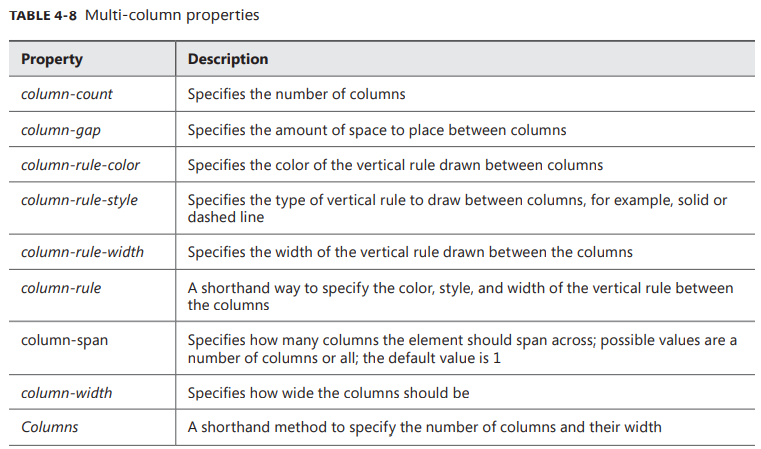 TABLE 4-8 Multi-column properties
Property Description
column-count Specifies the number of columns
column-gap Specifies the amount of space to place between columns
column-rule-color Specifies the color of the vertical rule drawn between columns
column-rule-style Specifies the type of vertical rule to draw between columns, for example, solid or
dashed line
column-rule-width Specifies the width of the vertical rule drawn between the columns
column-rule A shorthand way to specify the color, style, and width of the vertical rule between
the columns
column-span Specifies how many columns the element should span across; possible values are a
number of columns or all; the default value is 1
column-width Specifies how wide the columns should be
Columns A shorthand method to specify the number of columns and their width